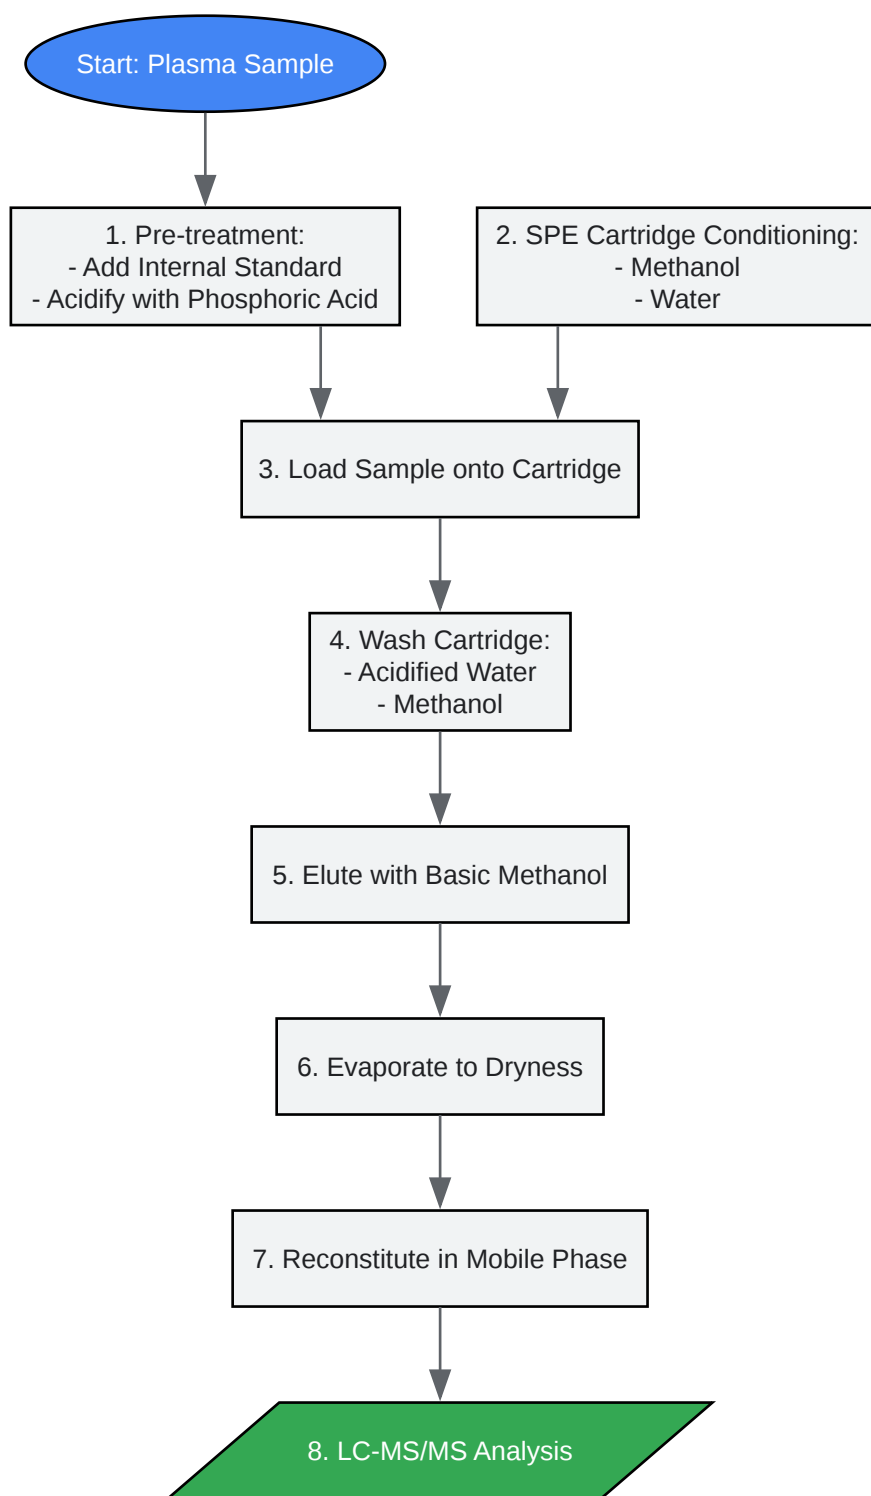 Start: Plasma Sample
1. Pre-treatment:
- Add Internal Standard
- Acidify with Phosphoric Acid
2. SPE Cartridge Conditioning:
- Methanol
- Water
3. Load Sample onto Cartridge
4. Wash Cartridge:
- Acidified Water
- Methanol
5. Elute with Basic Methanol
6. Evaporate to Dryness
7. Reconstitute in Mobile Phase
8. LC-MS/MS Analysis